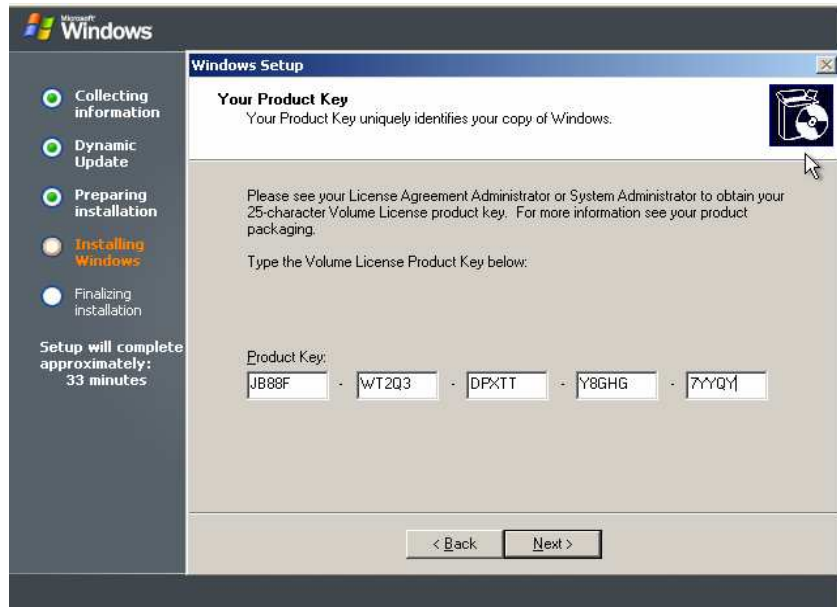 Microsoft
Windows
Windows Setup
Collecting
information
Dynamic
Update
Preparing
installation
Installing
Windows
Finalizing
installation
Setup will complete
approximately:
33 minutes
Your Product Key
Your Product Key uniquely identifies your copy of Windows.
Please see your License Agreement Administrator or System Administrator to obtain your
25-character Volume License product key. For more information see your product
packaging.
Type the Volume License Product Key below:
Product Key:
JB88F - WT2Q3 - DPXTT - Y8GHG - 7YYQY
< Back Next >